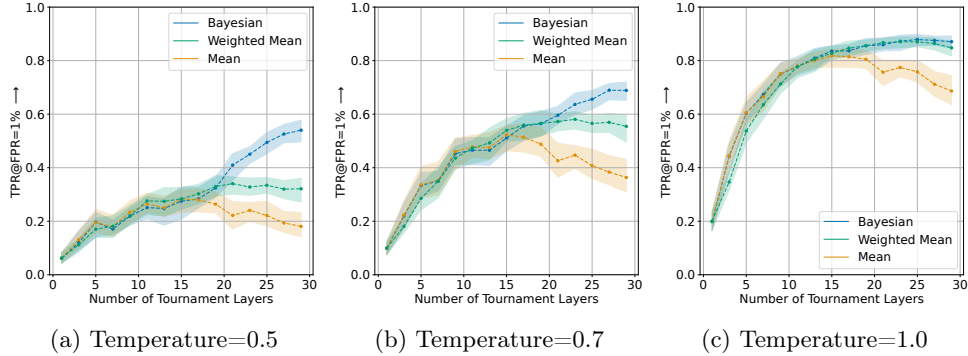 TPR@FPR=1% →
1.0
0.8
0.6
0.4
0.2
0.0
0 5 10 15 20 25 30
Number of Tournament Layers
Bayesian
Weighted Mean
Mean
(a) Temperature=0.5
TPR@FPR=1% →
1.0
0.8
0.6
0.4
0.2
0.0
0 5 10 15 20 25 30
Number of Tournament Layers
Bayesian
Weighted Mean
Mean
(b) Temperature=0.7
TPR@FPR=1% →
1.0
0.8
0.6
0.4
0.2
0.0
0 5 10 15 20 25 30
Number of Tournament Layers
Bayesian
Weighted Mean
Mean
(c) Temperature=1.0